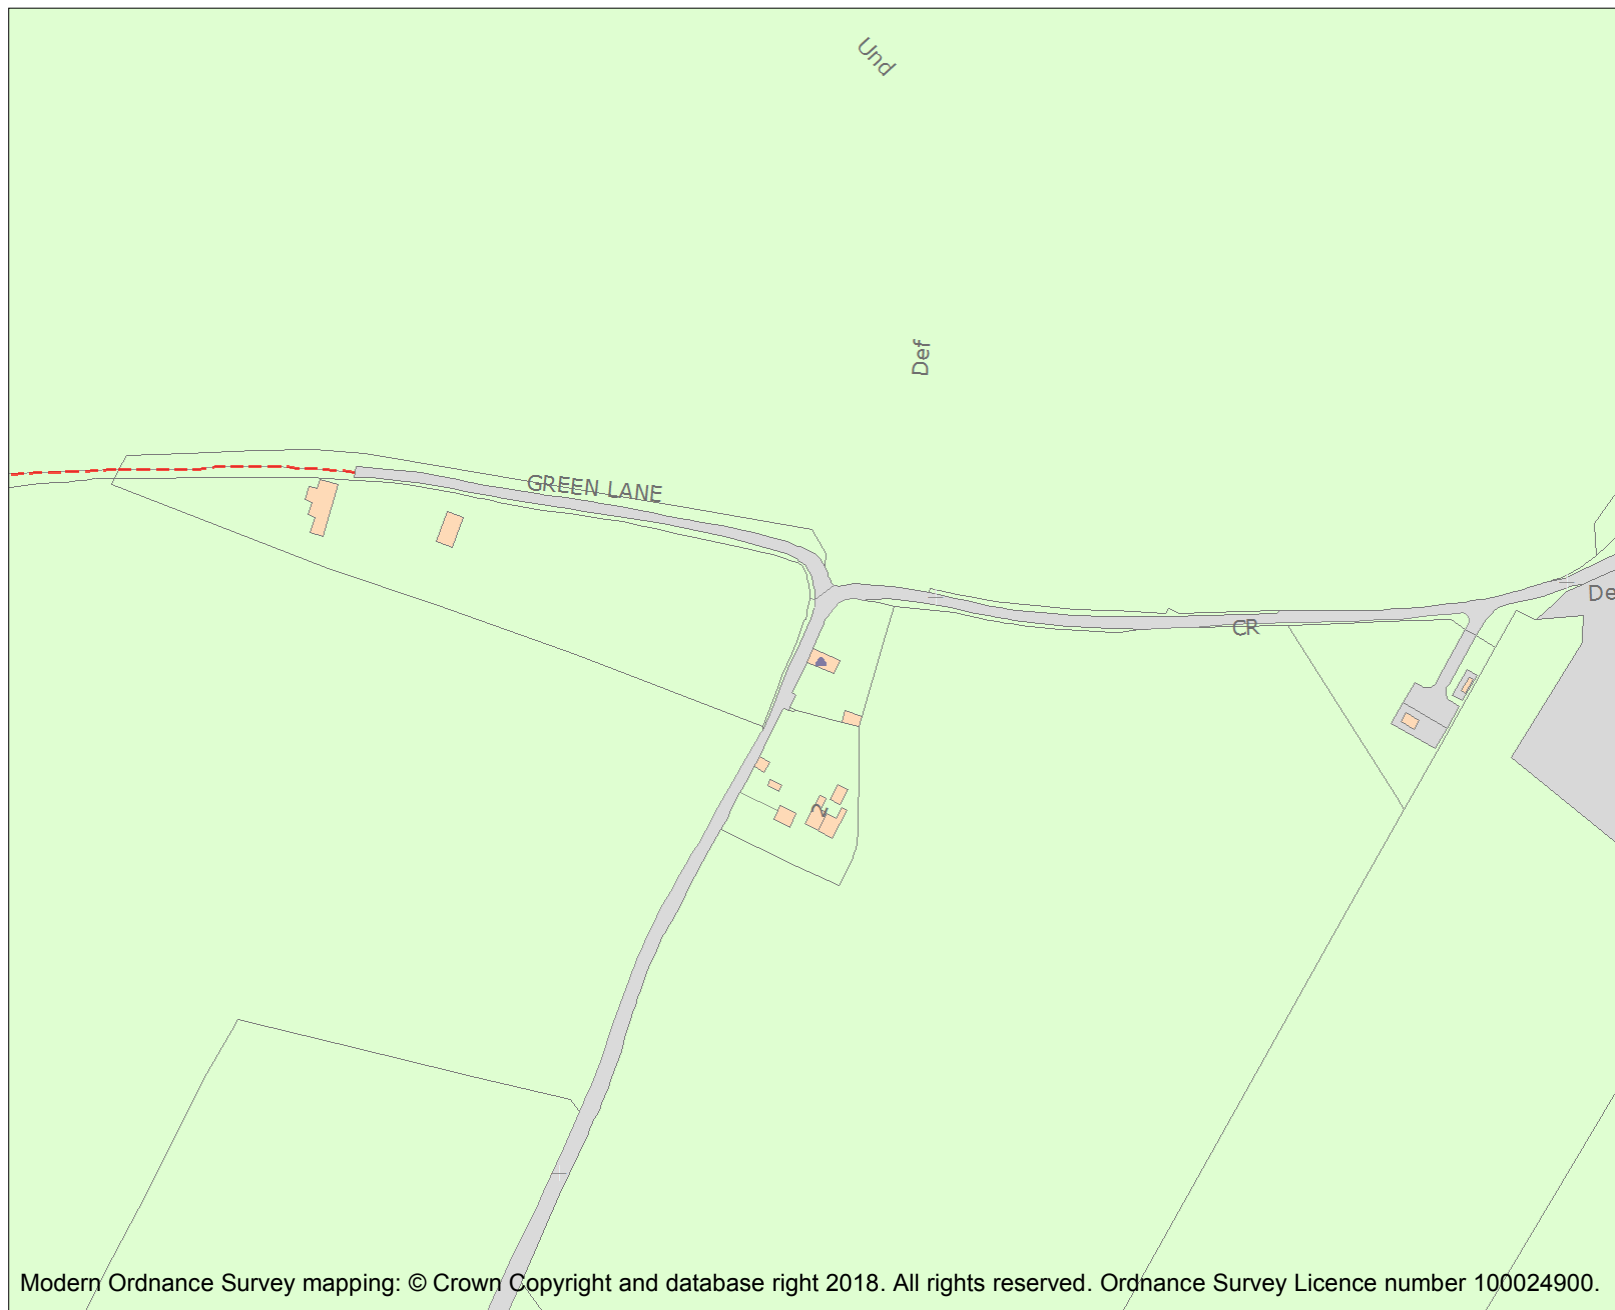 Und
Def
GREEN LANE
De
CR
2
Modern Ordnance Survey mapping: © Crown Copyright and database right 2018. All rights reserved. Ordnance Survey Licence number 100024900.